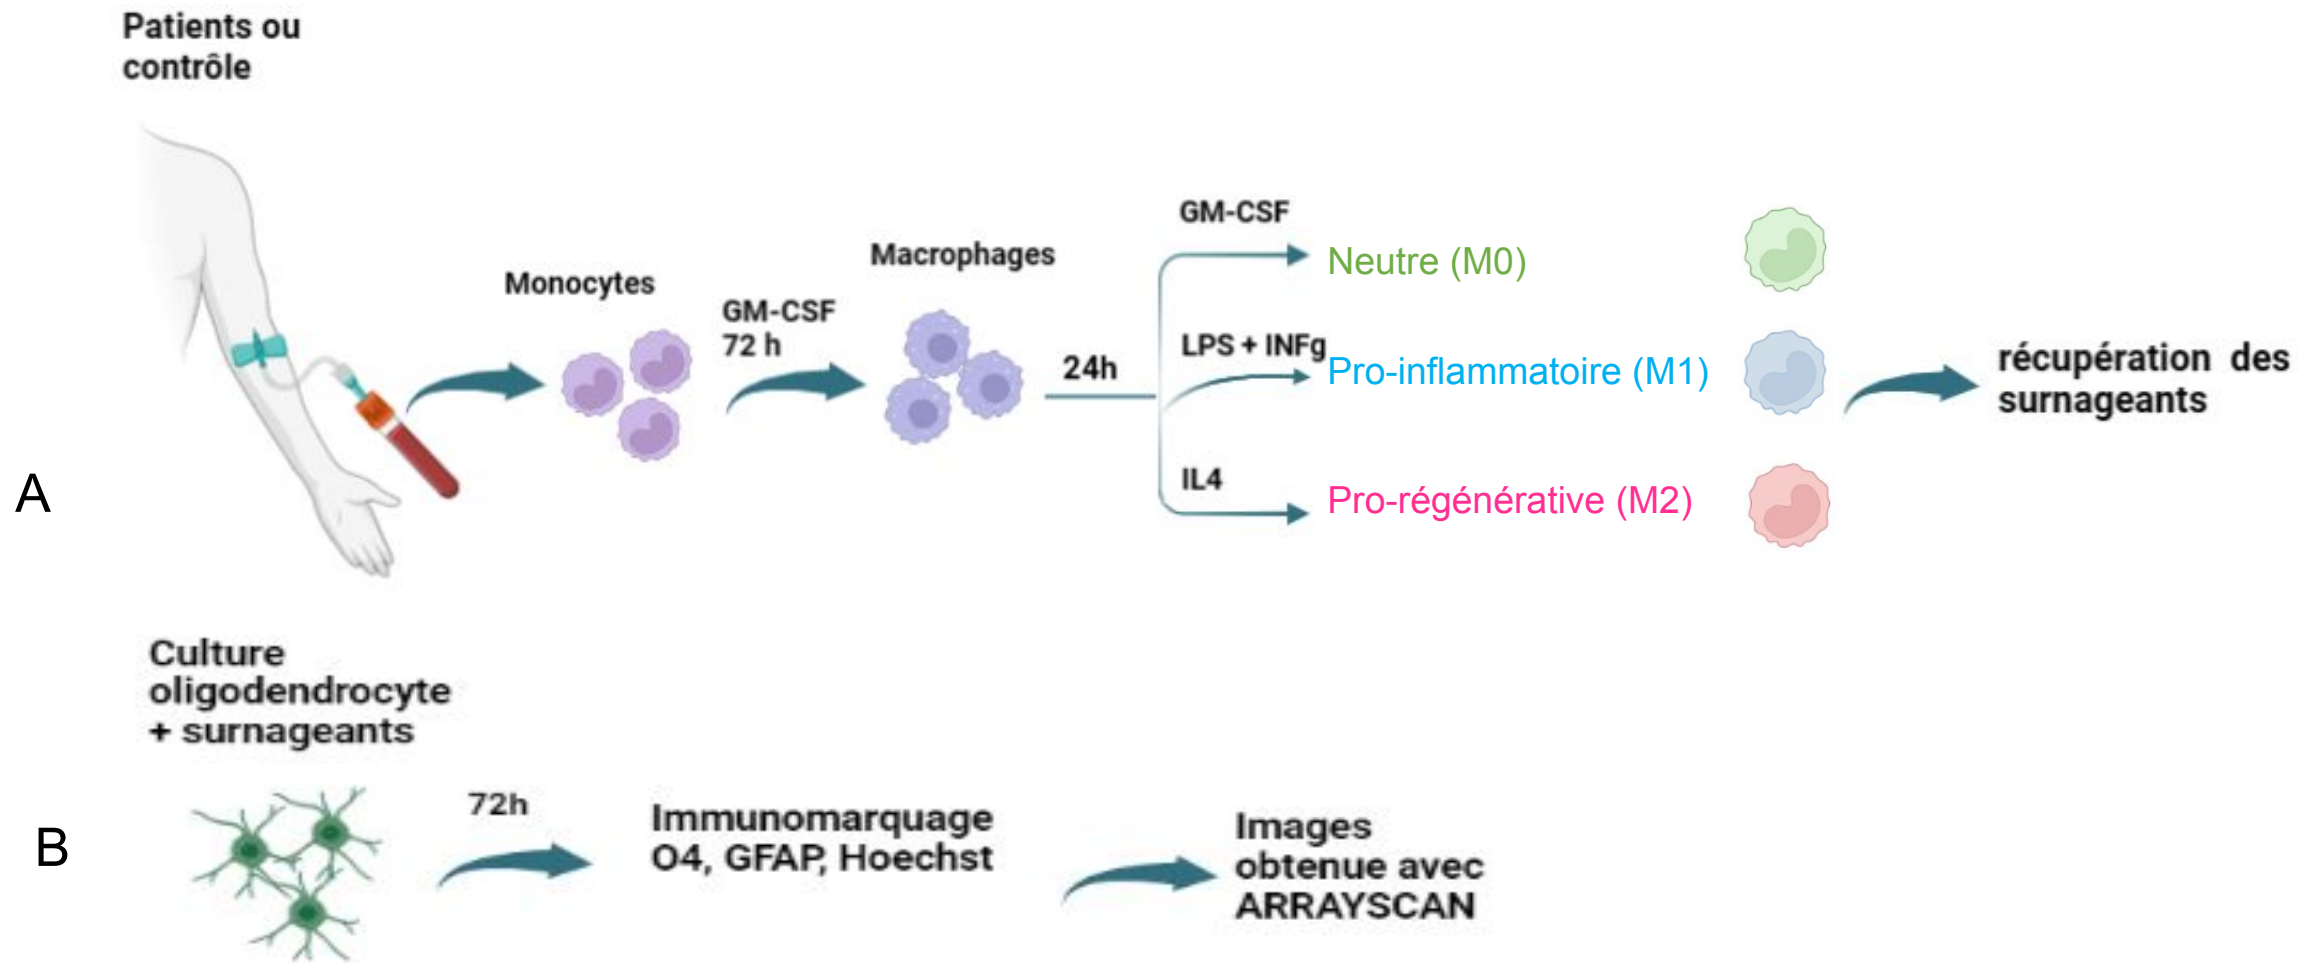 Patients ou
contrôle
Monocytes
GM-CSF
72 h
Macrophages
24h
GM-CSF
Neutre (M0)
LPS + INFg
Pro-inflammatoire (M1)
IL4
Pro-régénérative (M2)
récupération des
surnageants
A
Culture
oligodendrocyte
+ surnageants
72h
Immunomarquage
O4, GFAP, Hoechst
Images
obtenue avec
ARRAYSCAN
B